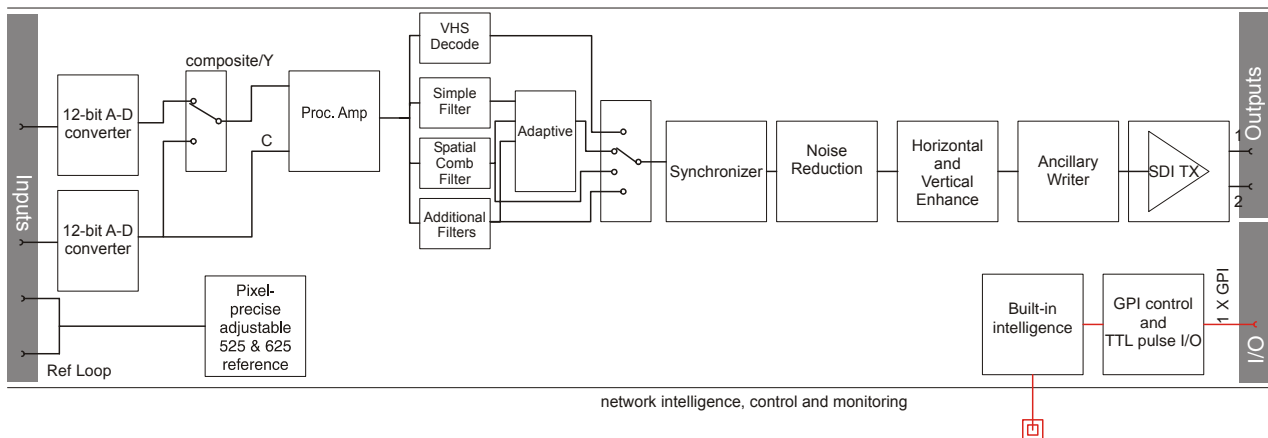 Inputs
12-bit A-D
converter
12-bit A-D
converter
composite/Y
C
Proc. Amp
VHS
Decode
Simple
Filter
Spatial
Comb
Filter
Additional
Filters
Adaptive
Synchronizer
Noise
Reduction
Horizontal
and
Vertical
Enhance
Ancillary
Writer
SDI TX
1
2
Outputs
Ref Loop
Pixel-
precise
adjustable
525 & 625
reference
Built-in
intelligence
GPI control
and
TTL pulse I/O
1 X GPI
I/O
network intelligence, control and monitoring